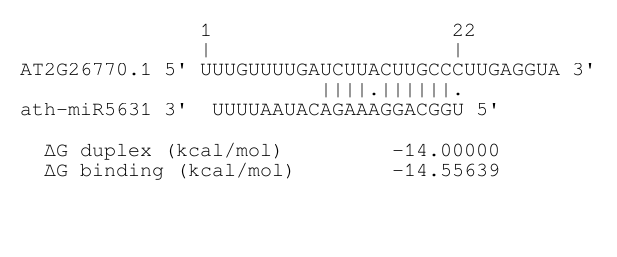 1 22
| |
AT2G26770.1 5' UUUGUUUUGAUCUUACUUGCCCUUGAGGUA 3'
||||.||||||.
ath-miR5631 3' UUUUAAUACAGAAAGGACGGU 5'
ΔG duplex (kcal/mol) -14.00000
ΔG binding (kcal/mol) -14.55639